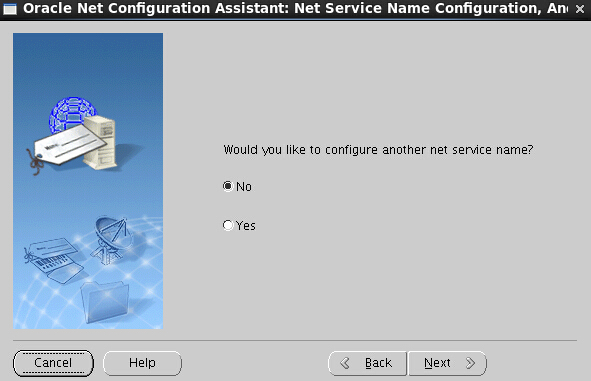 Oracle Net Configuration Assistant: Net Service Name Configuration, An
Would you like to configure another net service name?
No
Yes
Cancel
Help
Back
Next